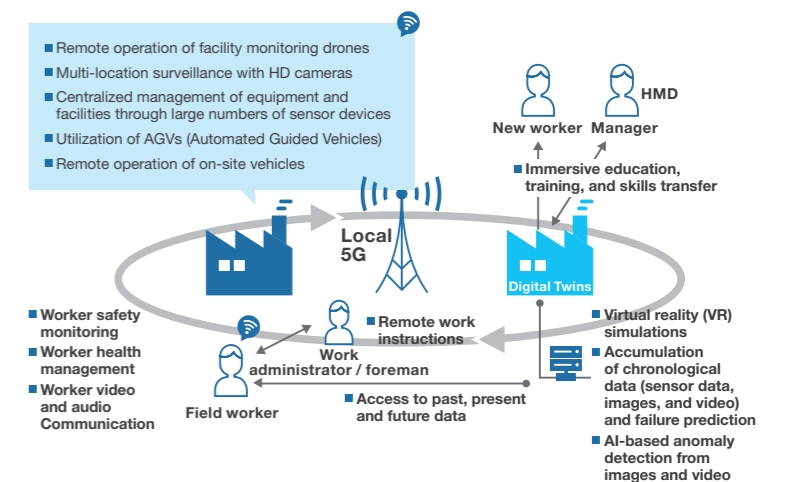 ■ Remote operation of facility monitoring drones
■ Multi-location surveillance with HD cameras
■ Centralized management of equipment and
facilities through large numbers of sensor devices
■ Utilization of AGVs (Automated Guided Vehicles)
■ Remote operation of on-site vehicles
HMD
New worker
Manager
■ Immersive education,
training, and skills transfer
Local
5G
Digital Twins
■ Worker safety
monitoring
■ Worker health
management
■ Worker video
and audio
Communication
■ Remote work
instructions
Work
administrator / foreman
Field worker
■ Access to past, present
and future data
■ Virtual reality (VR)
simulations
■ Accumulation
of chronological
data (sensor data,
images, and video)
and failure prediction
■ AI-based anomaly
detection from
images and video